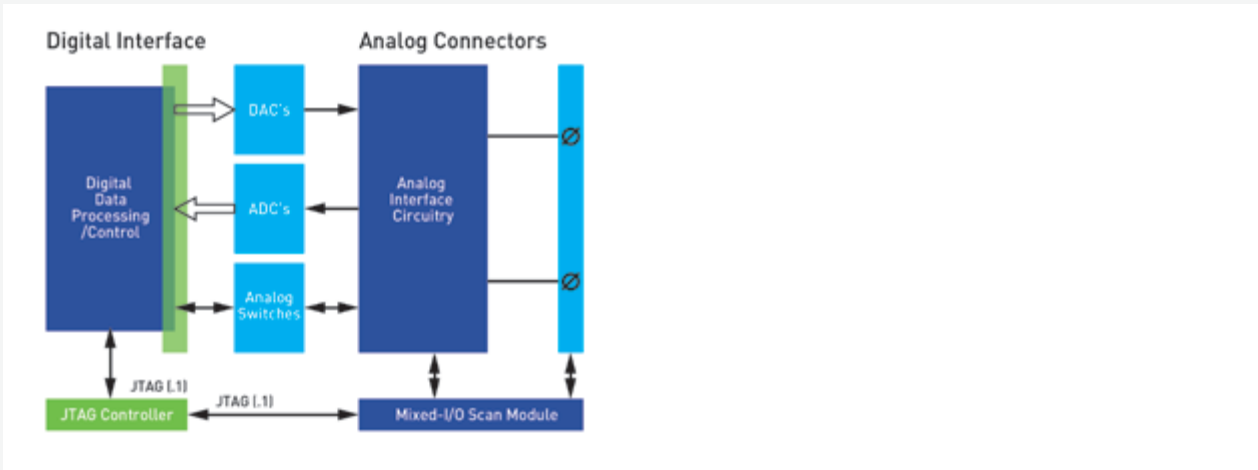 Digital Interface
Analog Connectors
DAC's
Digital
Data
Processing
/Control
ADC's
Analog
Interface
Circuitry
Analog
Switches
JTAG (.1)
JTAG (.1)
JTAG Controller
Mixed-I/O Scan Module